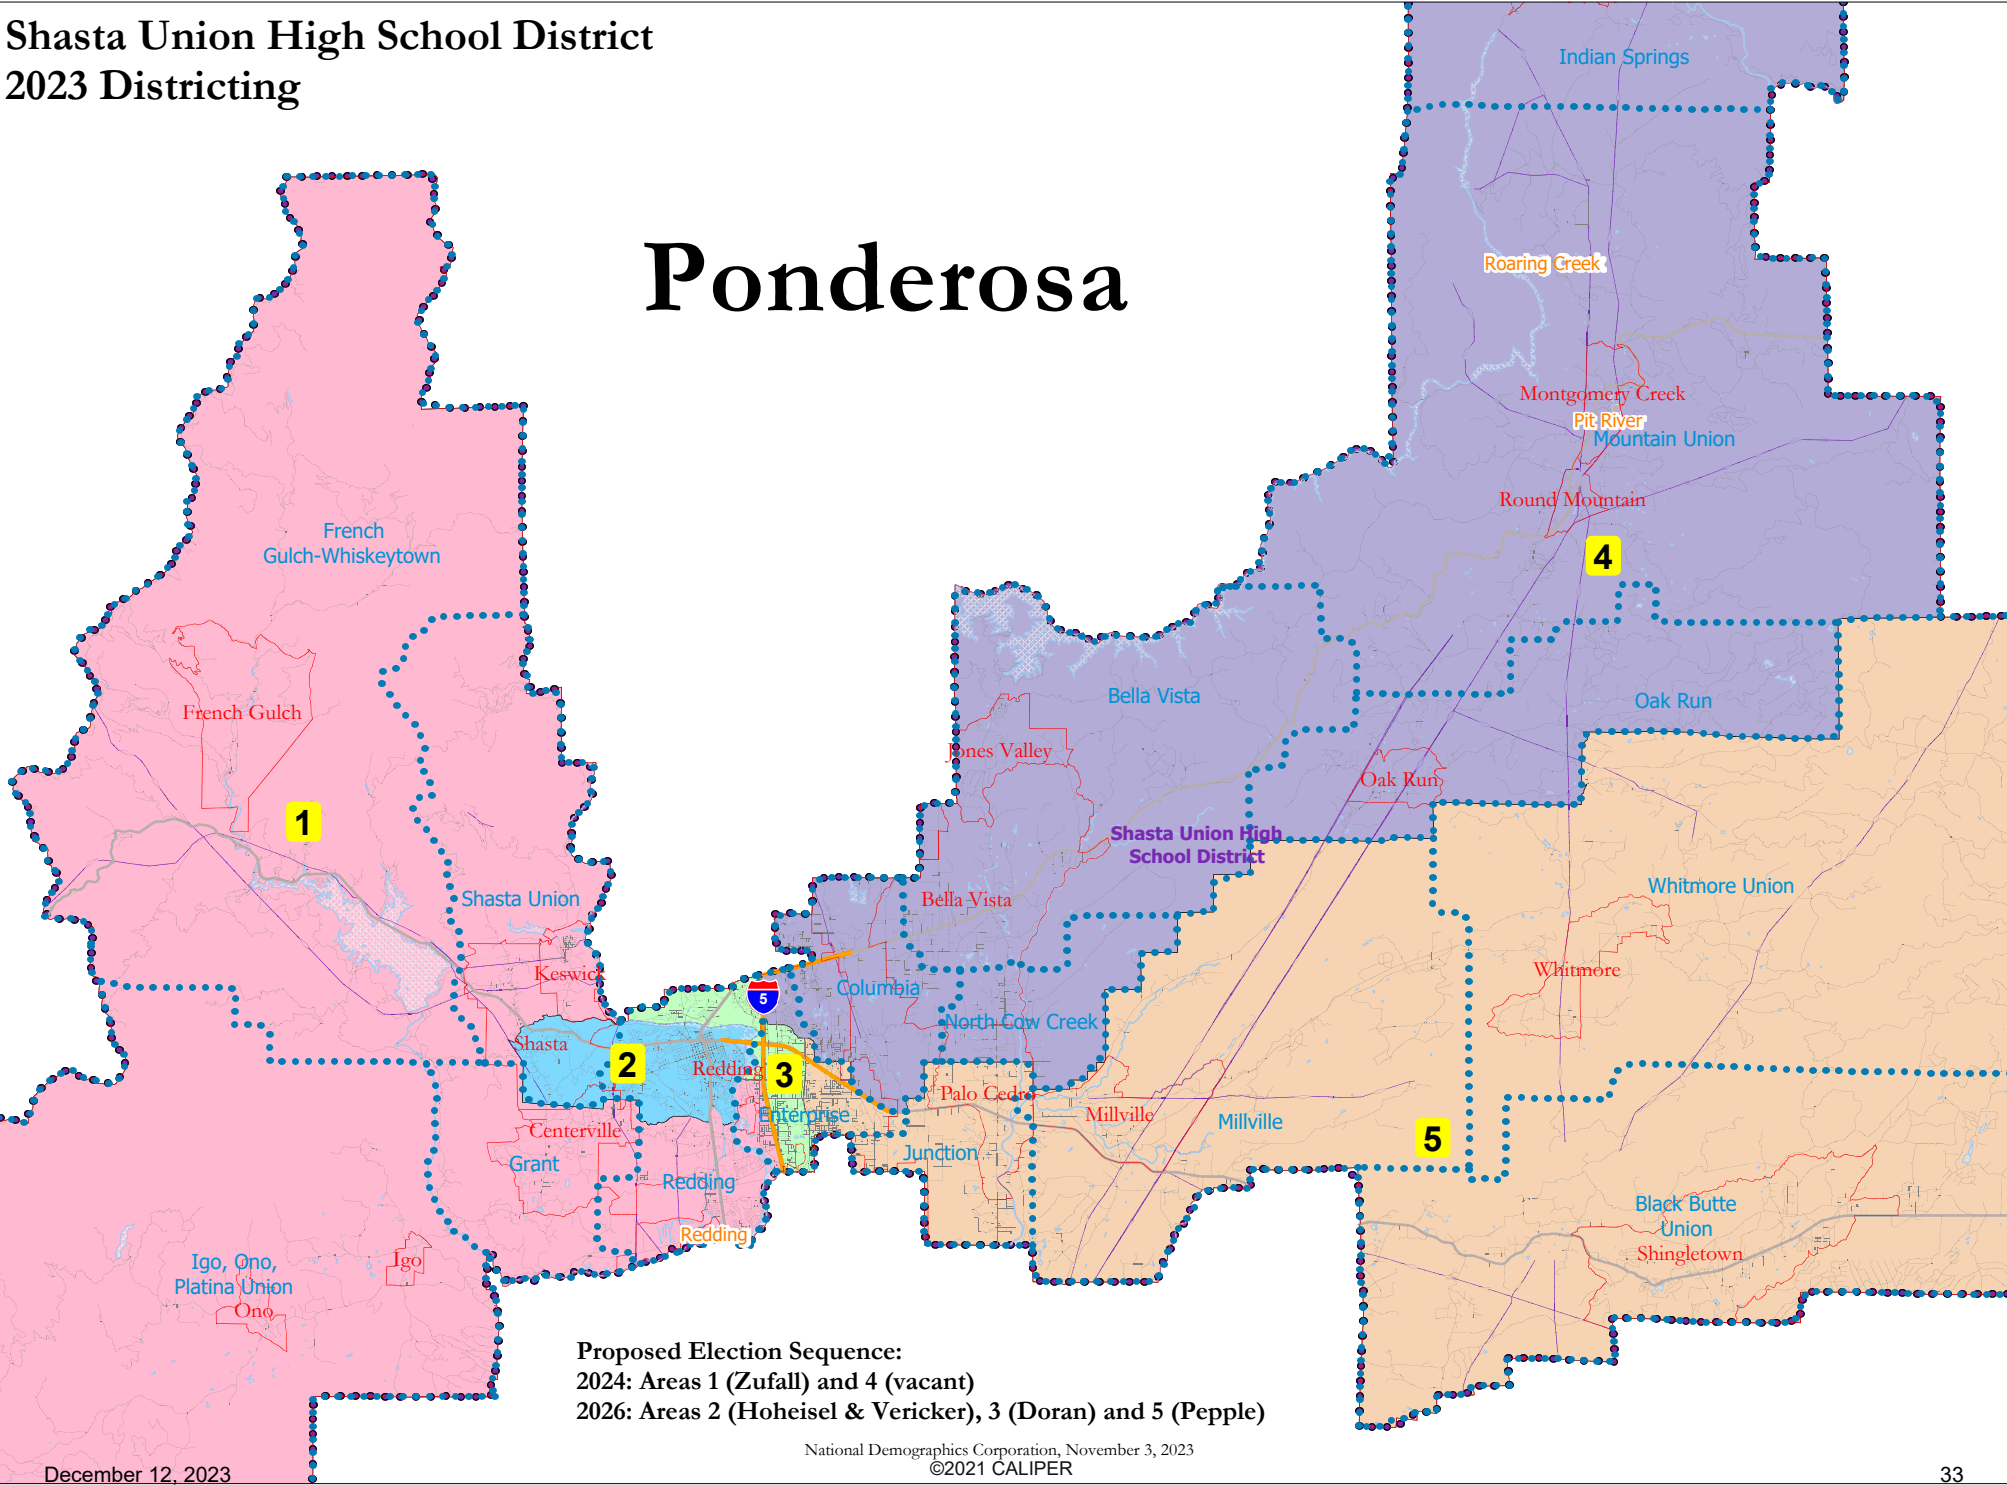 Shasta Union High School District
2023 Districting
Indian Springs
Ponderosa
Roaring Creek
Montgomery Creek
Pit River
Mountain Union
Round Mountain
4
French
Gulch-Whiskeytown
French Gulch
1
Bella Vista
Oak Run
Jones Valley
Oak Run
Shasta Union High
School District
Shasta Union
Bella Vista
Whitmore Union
Keswick
Whitmore
5
Columbia
North Cow Creek
Shasta
2
Redding
3
Palo Cedro
Enterprise
Millville
Millville
5
Centerville
Grant
Junction
Redding
Redding
Black Butte
Union
Shingletown
Igo, Ono,
Platina Union
Igo
Ono
Proposed Election Sequence:
2024: Areas 1 (Zufall) and 4 (vacant)
2026: Areas 2 (Hoheisel & Vericker), 3 (Doran) and 5 (Pepple)
National Demographics Corporation, November 3, 2023
©2021 CALIPER
December 12, 2023
33